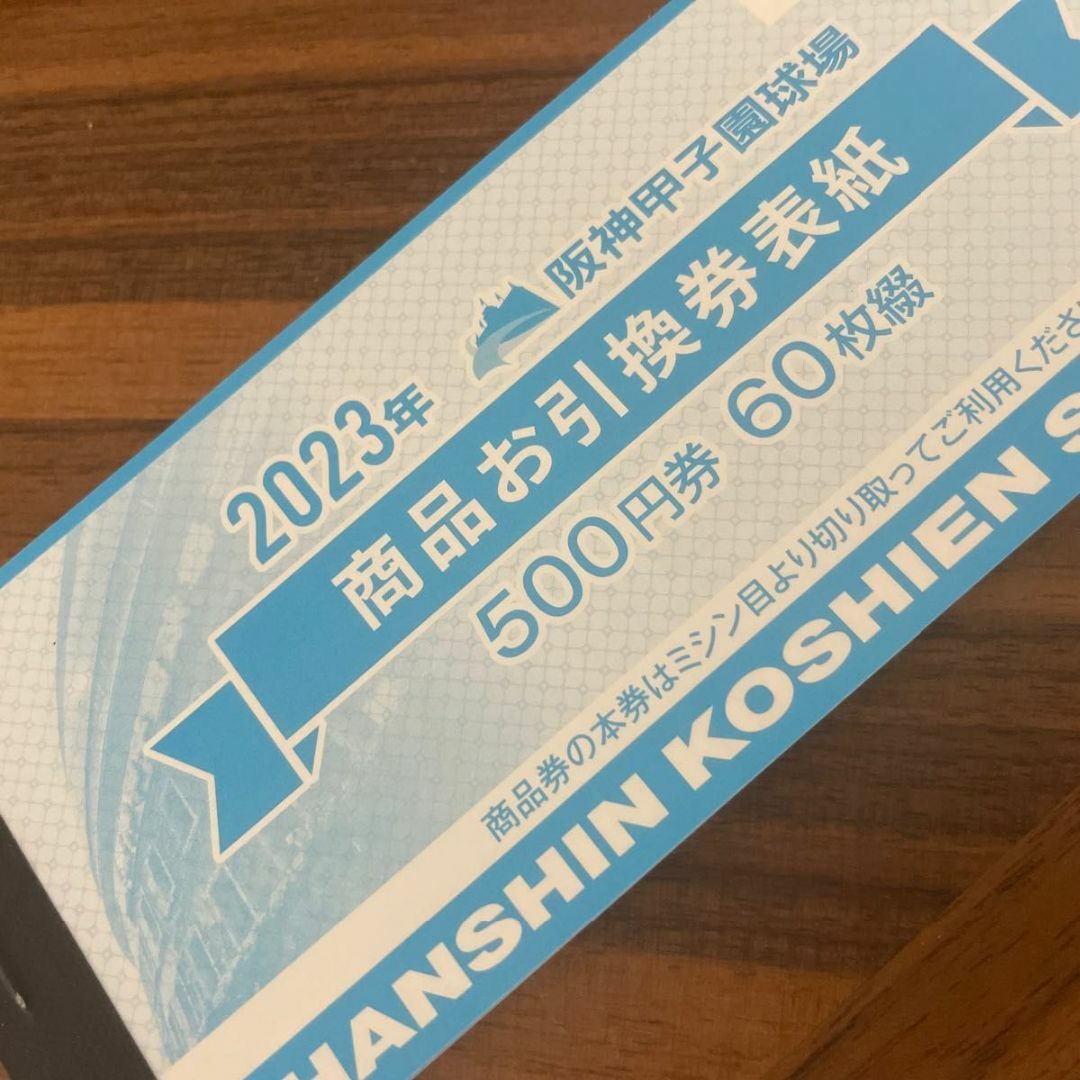 2023年 阪神甲子園球場
商品お引換券表紙
500円券 60枚綴
商品券の本券はミシン目より切り取ってご利用くださ
HANSHIN KOSHIEN S